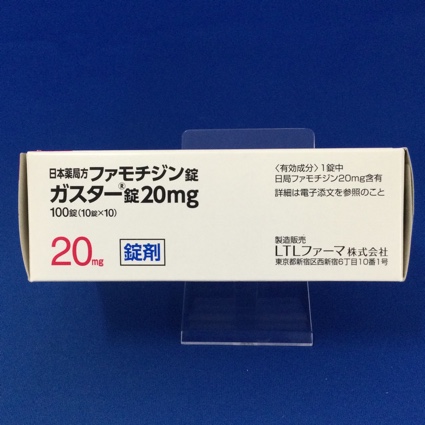 日本薬局方ファモチジン錠
ガスター®錠20mg
100錠(10錠×10)
20mg
錠剤
〈有効成分〉1錠中
日局ファモチジン20mg含有
詳細は電子添文を参照のこと
製造販売
LTLファーマ株式会社
東京都新宿区西新宿6丁目10番1号